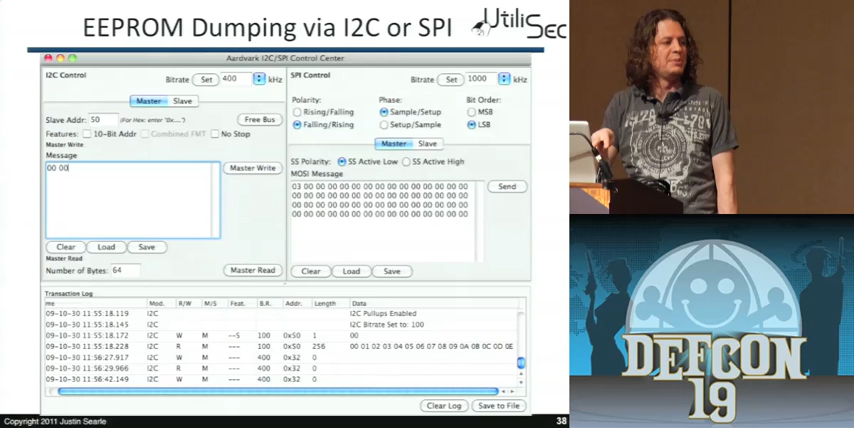 EEPROM Dumping via I2C or SPI
UtiliSec
Aardvark I2C/SPI Control Center
I2C Control
Bitrate
Set
400
kHz
Master
Slave
Slave Addr:
50
(For Hex: enter '0x....')
Free Bus
Features:
10-Bit Addr
Combined FMT
No Stop
Master Write
Message
00 00
Master Write
Clear
Load
Save
Master Read
Number of Bytes:
64
Master Read
SPI Control
Bitrate
Set
1000
kHz
Polarity:
Phase:
Bit Order:
Rising/Falling
Sample/Setup
MSB
Falling/Rising
Setup/Sample
LSB
Master
Slave
SS Polarity:
SS Active Low
SS Active High
MOSI Message
03 00 00 00 00 00 00 00 00 00 00 00 00 00 00 00
00 00 00 00 00 00 00 00 00 00 00 00 00 00 00 00
00 00 00 00 00 00 00 00 00 00 00 00 00 00 00 00
00 00 00 00 00 00 00 00 00 00 00 00 00 00 00 00
Send
Clear
Load
Save
Transaction Log
me Mod. R/W M/S Feat. B.R. Addr. Length Data
09-10-30 11:55:18.119 I2C I2C Pullups Enabled
09-10-30 11:55:18.145 I2C I2C Bitrate Set to: 100
09-10-30 11:55:18.172 I2C W M --S 100 0x50 1 00
09-10-30 11:55:18.228 I2C R M --- 100 0x50 256 00 01 02 03 04 05 06 07 08 09 0A 0B 0C 0D 0E
09-10-30 11:56:27.917 I2C W M --- 400 0x32 0
09-10-30 11:56:29.966 I2C R M --- 400 0x32 0
09-10-30 11:56:42.149 I2C W M --- 400 0x32 0
Clear Log
Save to File
Copyright 2011 Justin Searle
38
DEFCON
19